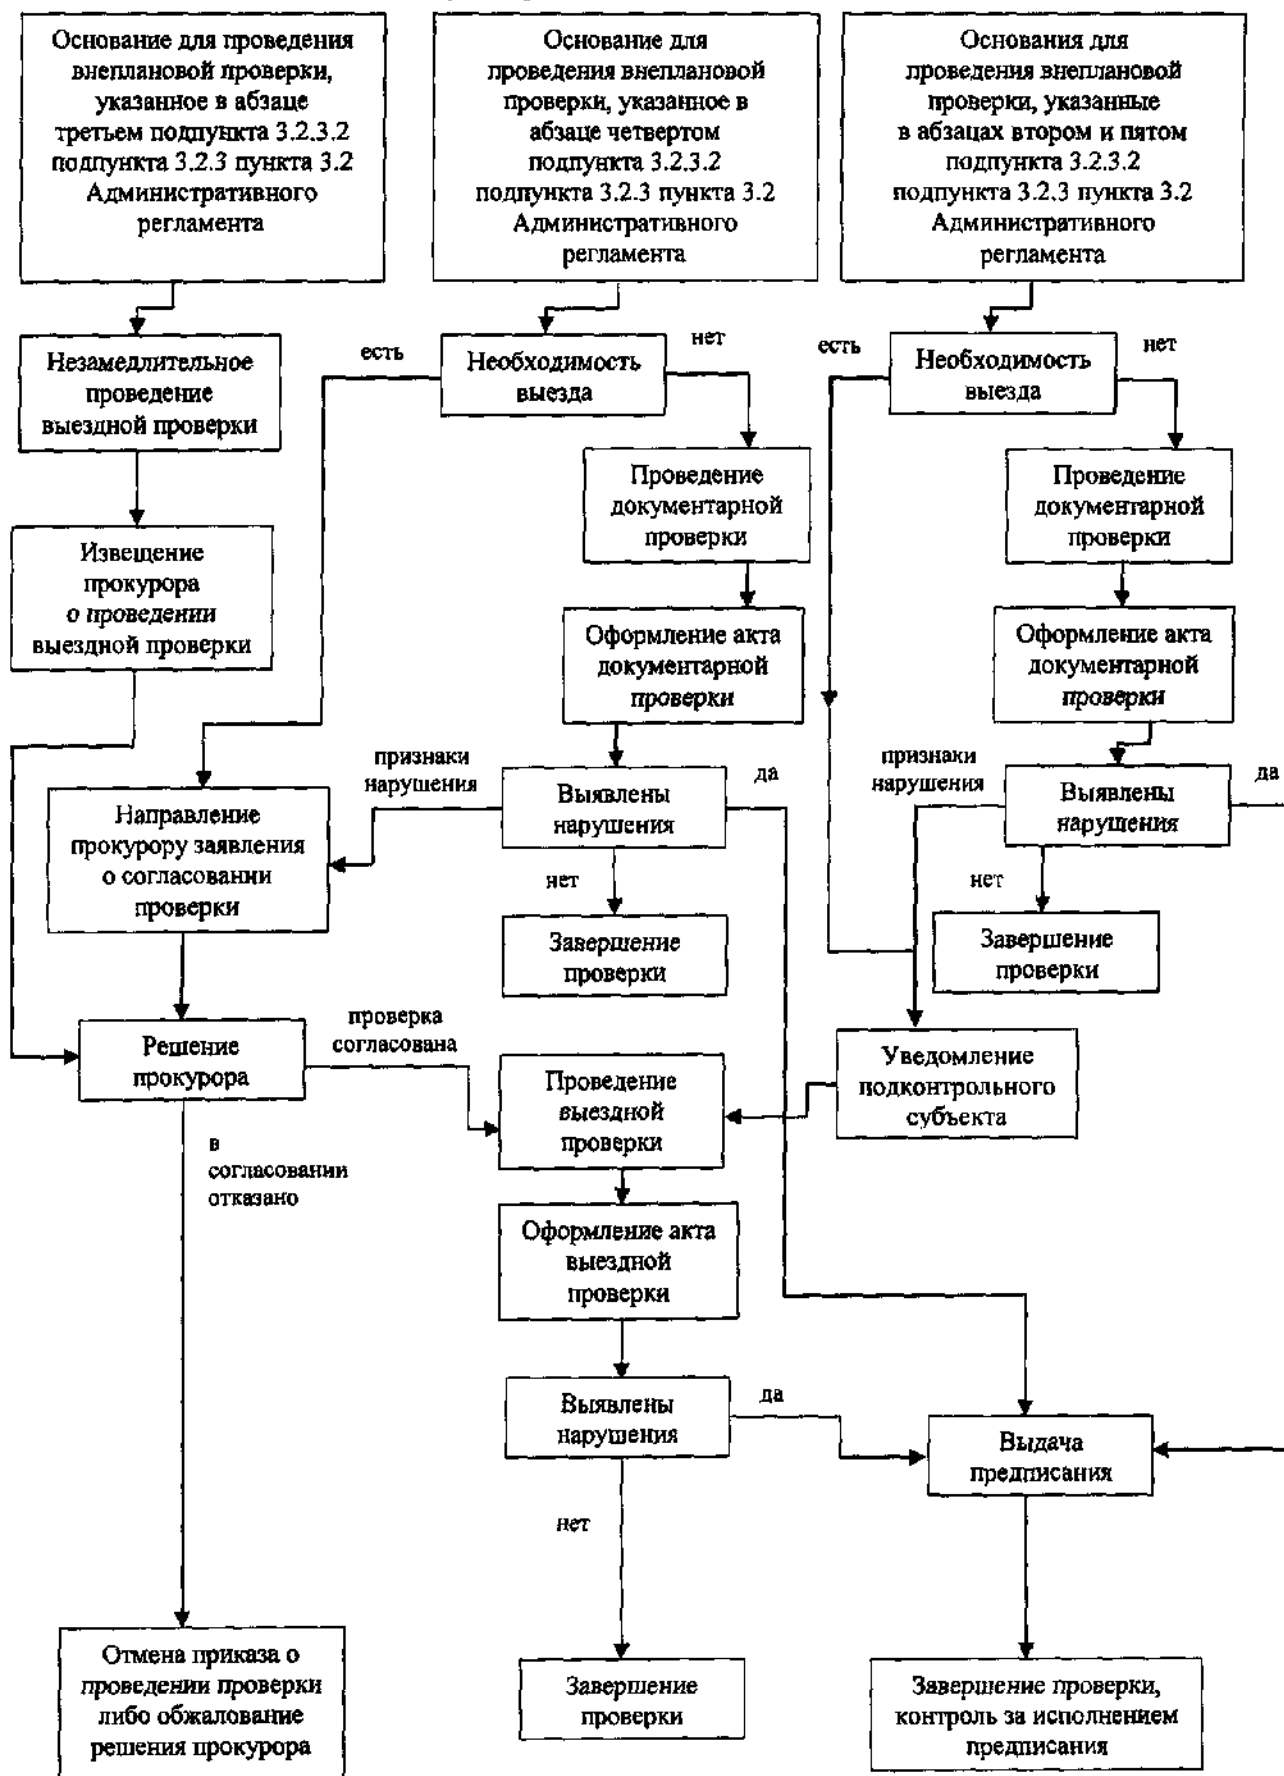 Основание для проведения
внеплановой проверки,
указанное в абзаце
третьем подпункта 3.2.3.2
подпункта 3.2.3 пункта 3.2
Административного
регламента
Основание для
проведения внеплановой
проверки, указанное в
абзаце четвертом
подпункта 3.2.3.2
подпункта 3.2.3 пункта 3.2
Административного
регламента
Основания для
проведения внеплановой
проверки, указанные
в абзацах втором и пятом
подпункта 3.2.3.2
подпункта 3.2.3 пункта 3.2
Административного
регламента
Незамедлительное
проведение
выездной проверки
есть
Необходимость
выезда
нет
есть
Необходимость
выезда
нет
Проведение
документарной
проверки
Проведение
документарной
проверки
Извещение
прокурора
о проведении
выездной проверки
Оформление акта
документарной
проверки
Оформление акта
документарной
проверки
признаки
нарушения
Выявлены
нарушения
да
признаки
нарушения
Выявлены
нарушения
да
Направление
прокурору заявления
о согласовании
проверки
нет
нет
Завершение
проверки
Завершение
проверки
Решение
прокурора
проверка
согласована
Проведение
выездной
проверки
Уведомление
подконтрольного
субъекта
в
согласовании
отказано
Оформление акта
выездной
проверки
Выявлены
нарушения
да
Выдача
предписания
нет
Отмена приказа о
проведении проверки
либо обжалование
решения прокурора
Завершение
проверки
Завершение проверки,
контроль за исполнением
предписания